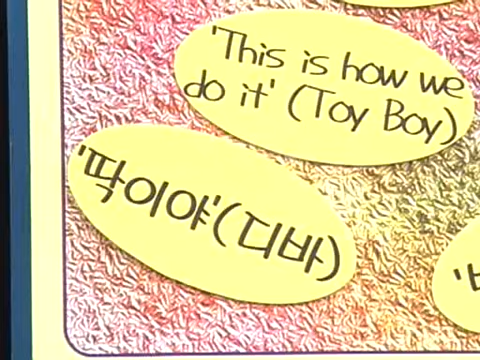 'This is how we
do it' (Toy Boy)
'딱이야'(디바)